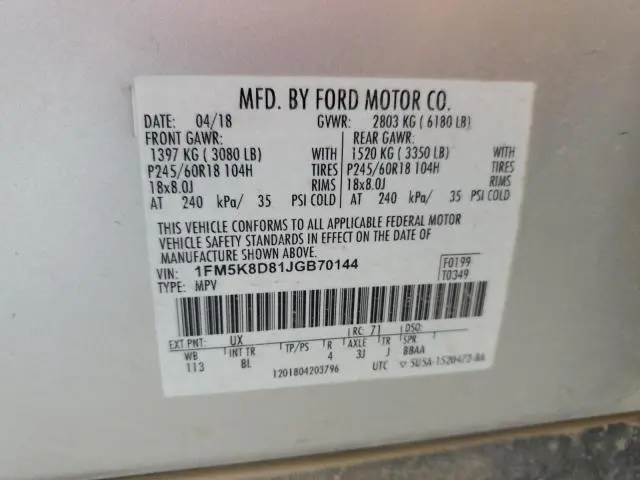 MFD. BY FORD MOTOR CO.
DATE: 04/18 GVWR: 2803 KG ( 6180 LB)
FRONT GAWR: REAR GAWR:
1397 KG ( 3080 LB) WITH 1520 KG ( 3350 LB) WITH
P245/60R18 104H TIRES P245/60R18 104H TIRES
18x8.0J RIMS 18x8.0J RIMS
AT 240 kPa/ 35 PSI COLD AT 240 kPa/ 35 PSI COLD
THIS VEHICLE CONFORMS TO ALL APPLICABLE FEDERAL MOTOR
VEHICLE SAFETY STANDARDS IN EFFECT ON THE DATE OF
MANUFACTURE SHOWN ABOVE.
VIN: 1FM5K8D81JGB70144 F0199
TYPE: MPV T0349
EXT PNT: UX RC: 71 DSO:
WB INT TR TP/PS R AXLE TR SPR
113 BL 4 3J J BBAA
1201804203796 UTC ▽ 5U5A-1520472-BA